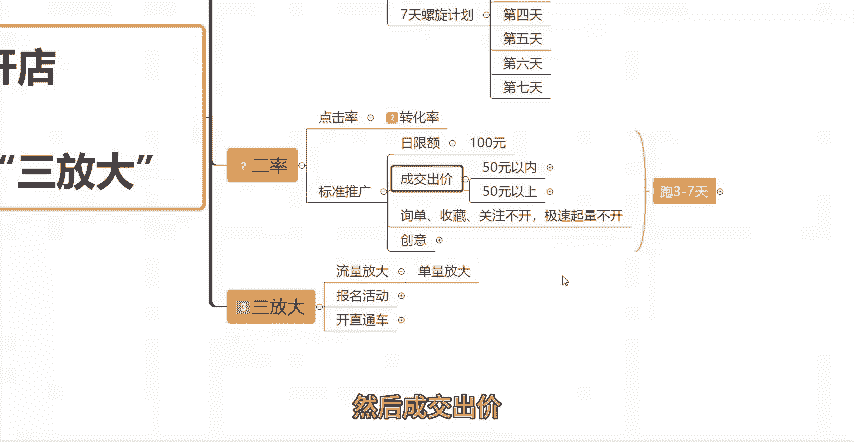 开店
“三放大”
7天螺旋计划
第四天
第五天
第六天
第七天
二率
点击率
转化率
标准推广
日限额
100元
成交出价
50元以内
50元以上
询单、收藏、关注不开，极速起量不开
创意
跑3-7天
三放大
流量放大
单量放大
报名活动
开直通车
然后成交出价